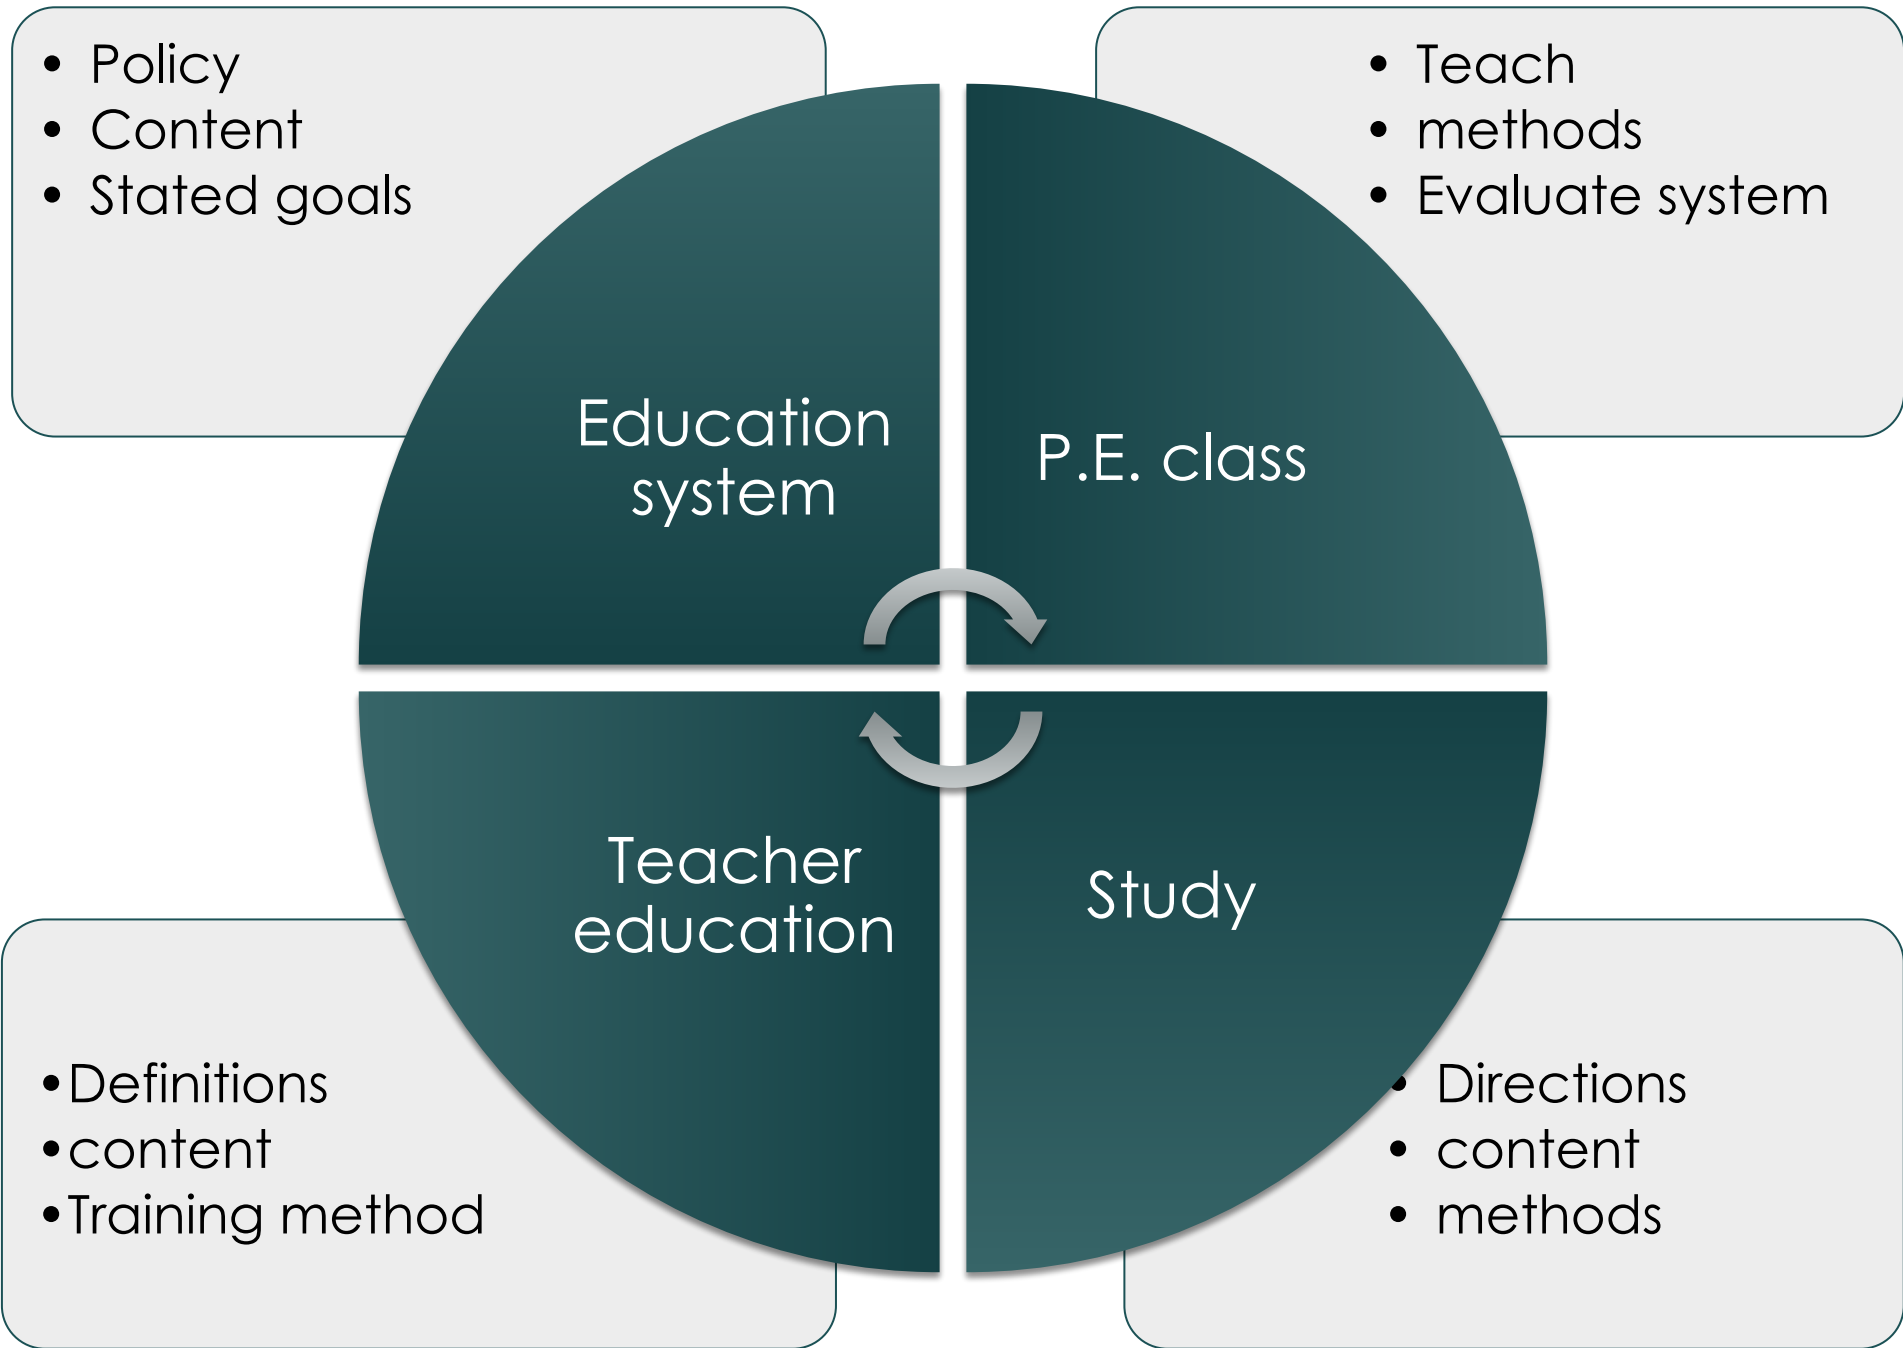 • Policy
• Content
• Stated goals
• Teach
• methods
• Evaluate system
Education
system
P.E. class
Teacher
education
Study
•Definitions
•content
•Training method
• Directions
• content
• methods